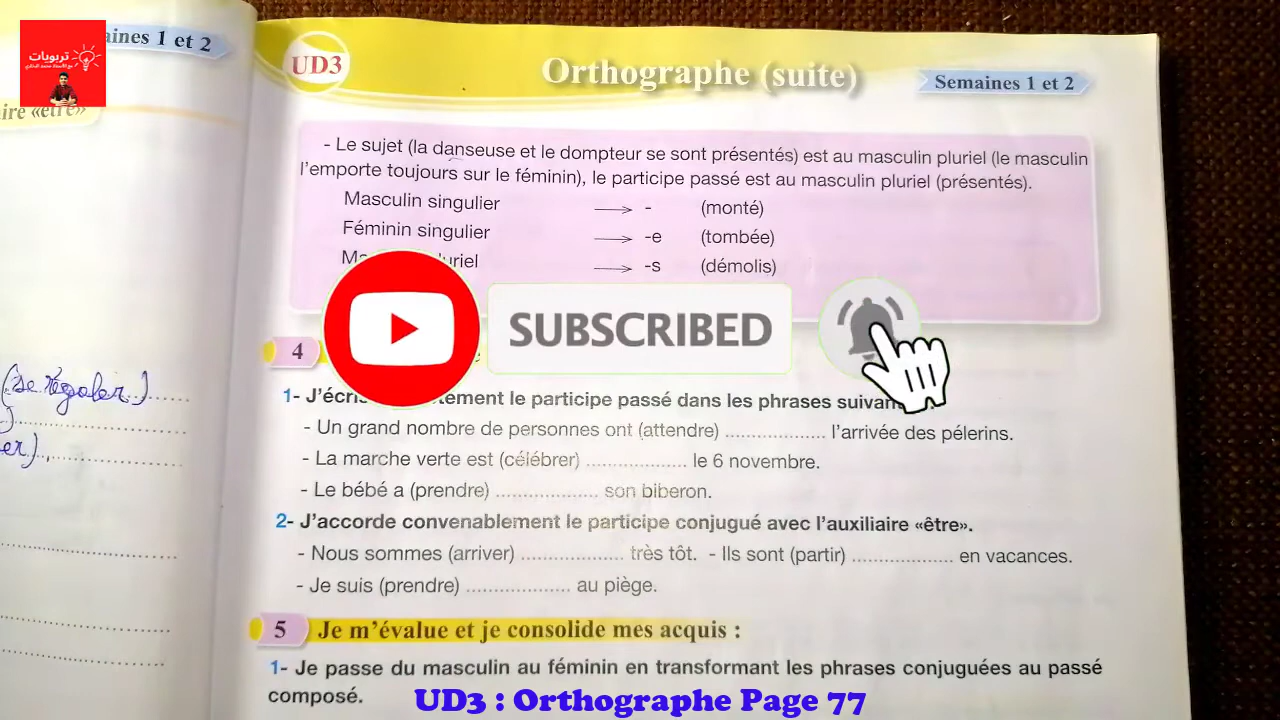 تربويات
aines 1 et 2
ire «être»
UD3
Orthographe (suite)
Semaines 1 et 2
- Le sujet (la danseuse et le dompteur se sont présentés) est au masculin pluriel (le masculin
l'emporte toujours sur le féminin), le participe passé est au masculin pluriel (présentés).
Masculin singulier → - (monté)
Féminin singulier → -e (tombée)
→ -s (démolis)
SUBSCRIBED
4
1- J'écris le participe passé dans les phrases
- Un grand nombre de personnes ont (attendre) .................. l'arrivée des pélerins.
- La marche verte est (célébrer) .................. le 6 novembre.
- Le bébé a (prendre) .................. son biberon.
2- J'accorde convenablement le participe conjugué avec l'auxiliaire «être».
- Nous sommes (arriver) .................. très tôt. - Ils sont (partir) .................. en vacances.
- Je suis (prendre) .................. au piège.
5 Je m'évalue et je consolide mes acquis :
1- Je passe du masculin au féminin en transformant les phrases conjuguées au passé
composé.
(se régaler)
er)
UD3 : Orthographe Page 77